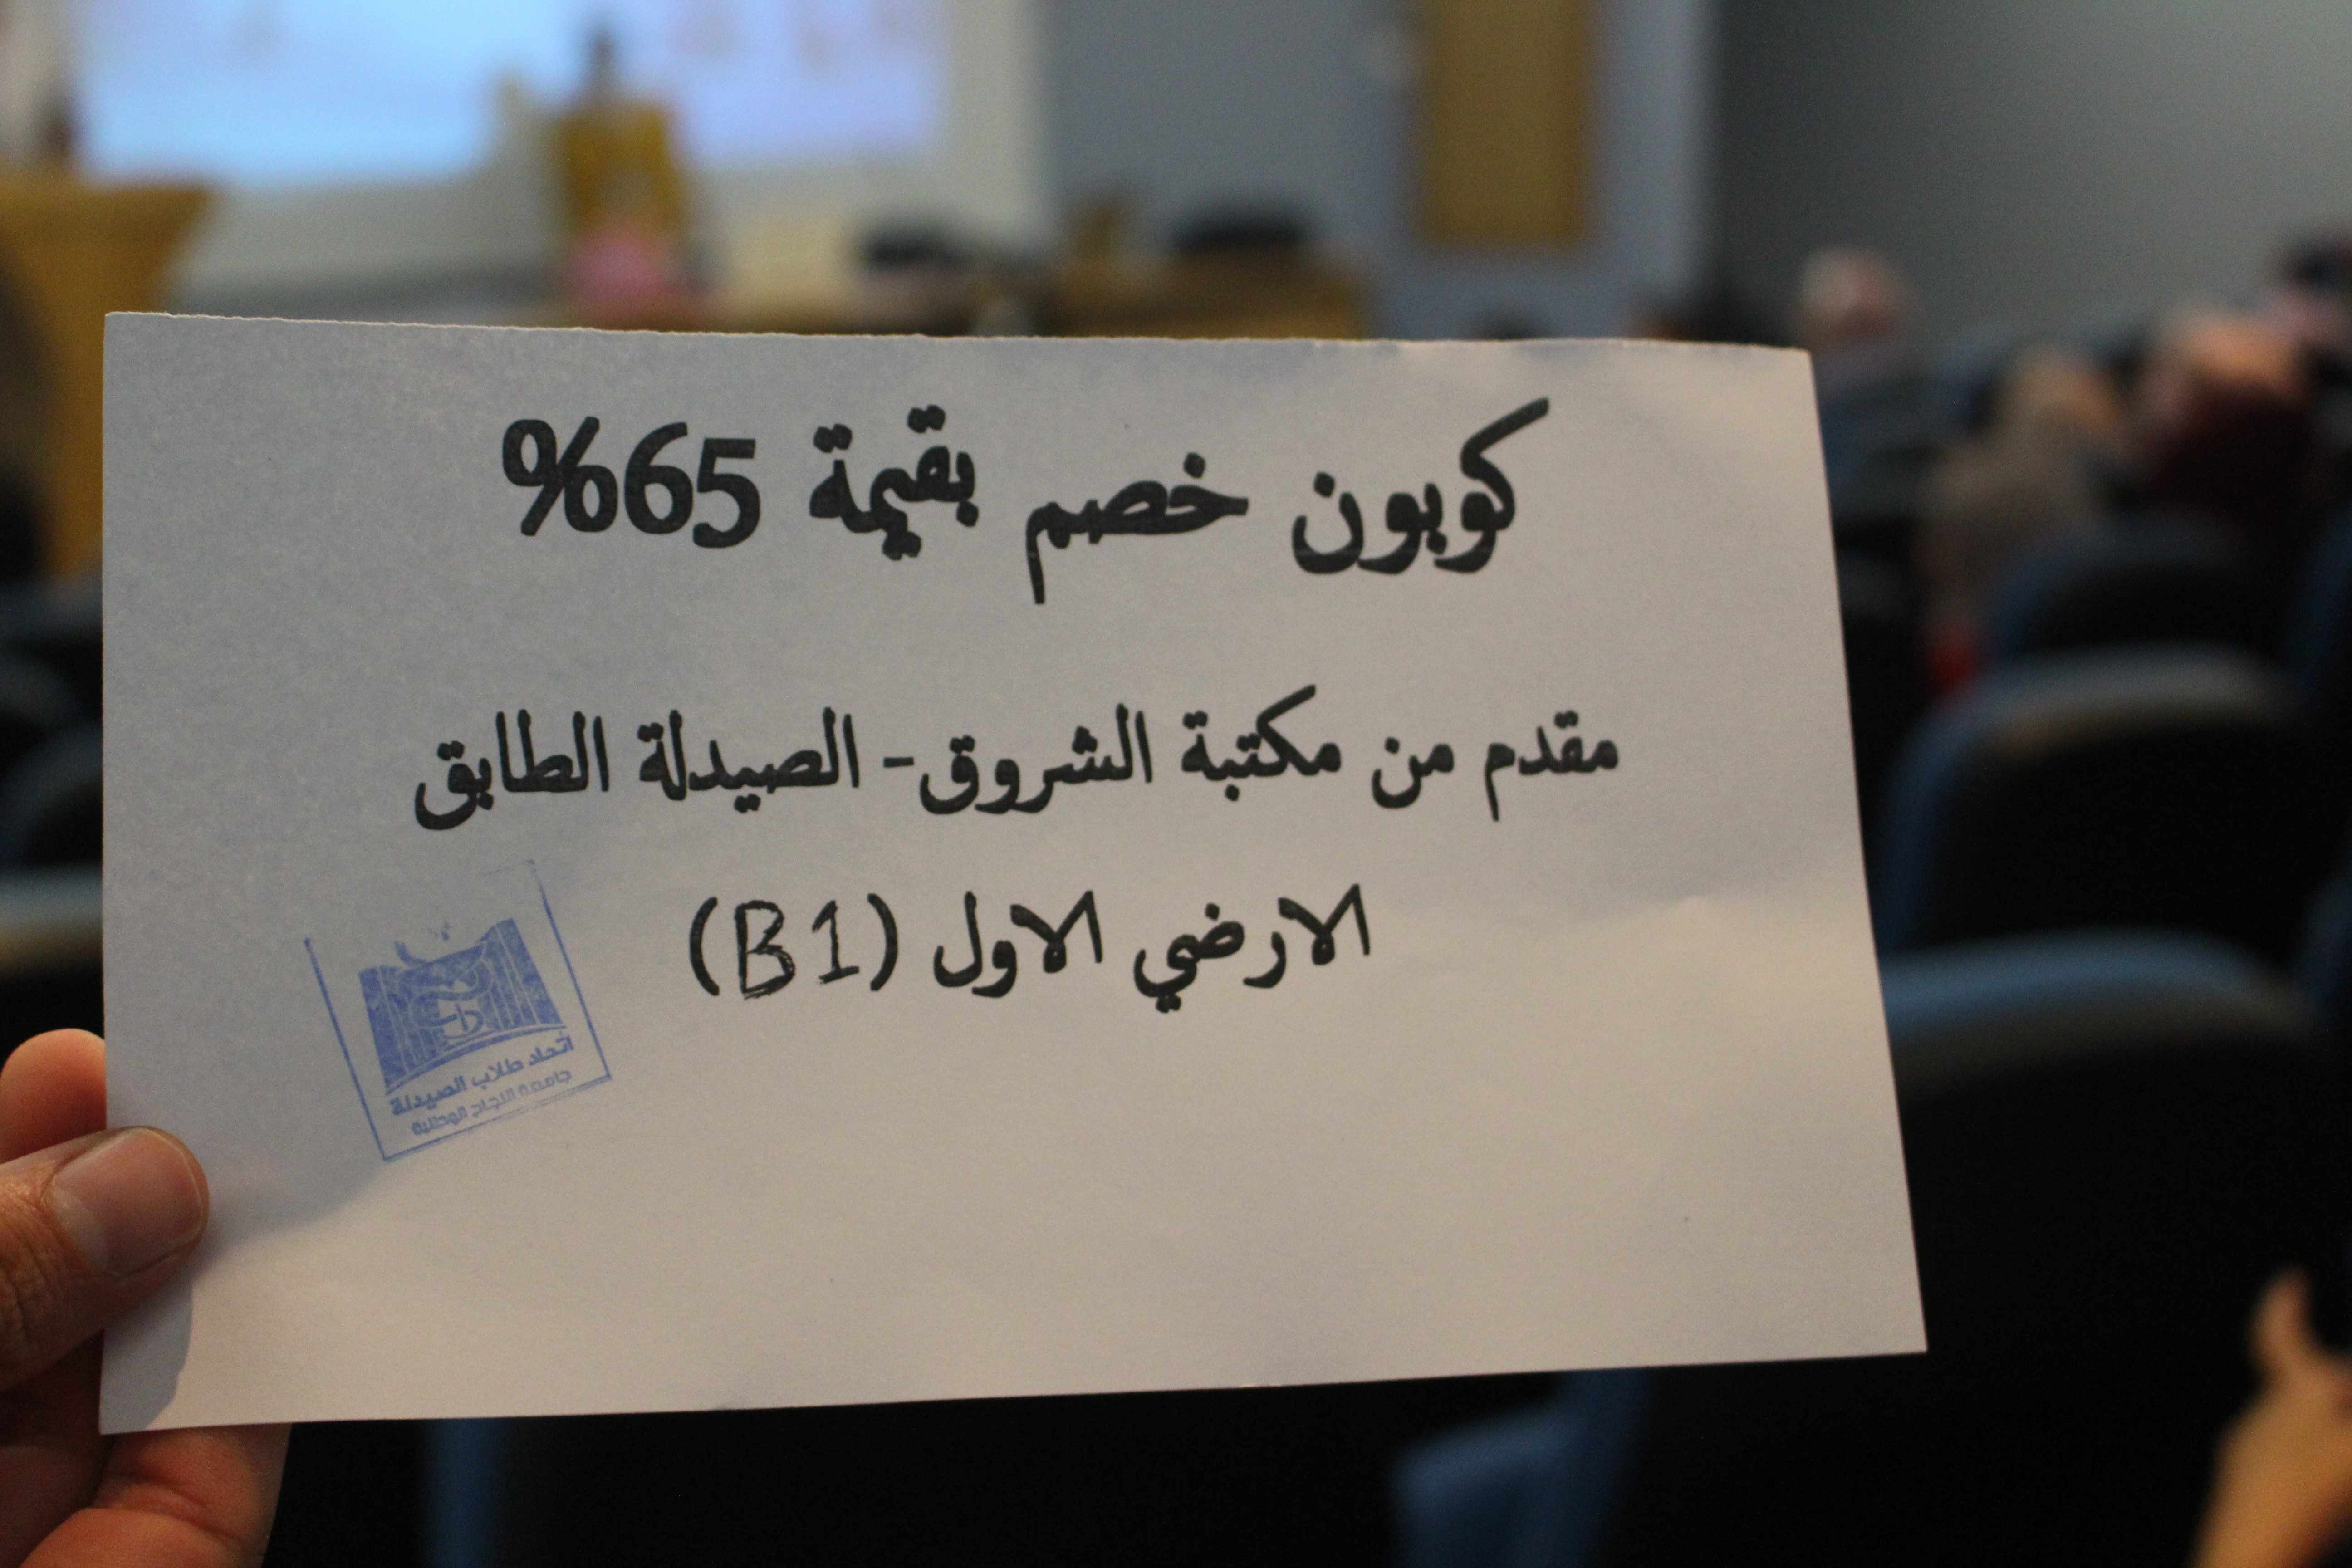 كوبون خصم بقيمة 65%
مقدم من مكتبة الشروق- الصيدلة الطابق
الارضي الاول (B1)
اتحاد طلاب الصيدلة
جامعة النجاح الوطنية